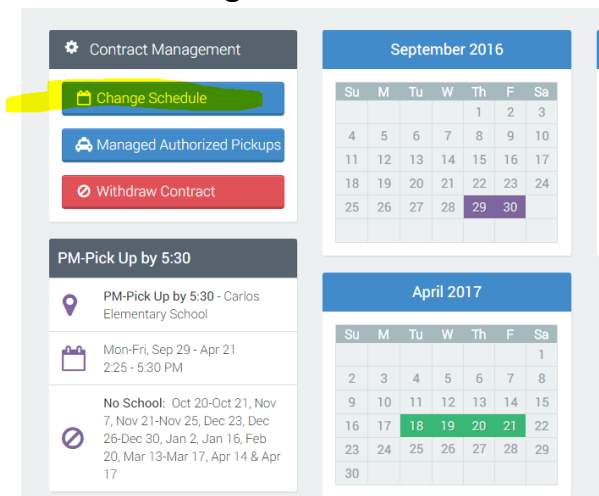 Contract Management
Change Schedule
Managed Authorized Pickups
Withdraw Contract
PM-Pick Up by 5:30
PM-Pick Up by 5:30 - Carlos
Elementary School
Mon-Fri, Sep 29 - Apr 21
2:25 - 5:30 PM
No School: Oct 20-Oct 21, Nov
7, Nov 21-Nov 25, Dec 23, Dec
26-Dec 30, Jan 2, Jan 16, Feb
20, Mar 13-Mar 17, Apr 14 & Apr
17
September 2016
Su M Tu W Th F Sa
1 2 3
4 5 6 7 8 9 10
11 12 13 14 15 16 17
18 19 20 21 22 23 24
25 26 27 28 29 30
April 2017
Su M Tu W Th F Sa
1
2 3 4 5 6 7 8
9 10 11 12 13 14 15
16 17 18 19 20 21 22
23 24 25 26 27 28 29
30